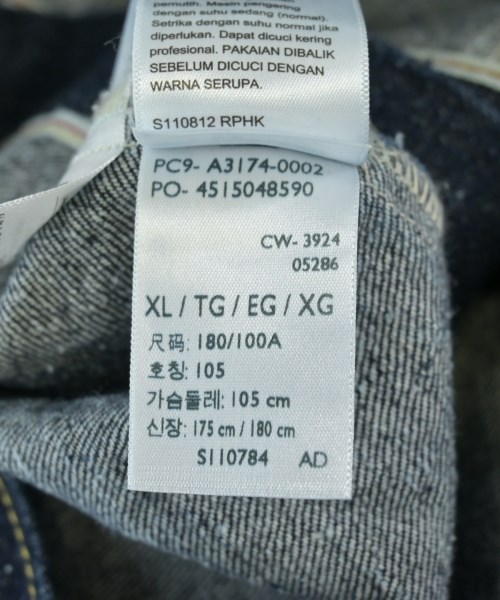 pemutih. Mesin pengering
dengan suhu sedang (normal).
Setrika dengan suhu normal jika
diperlukan. Dapat dicuci kering
profesional. PAKAIAN DIBALIK
SEBELUM DICUCI DENGAN
WARNA SERUPA.
S110812 RPHK
PC9- A3174-0002
PO- 4515048590
CW- 3924
05286
XL / TG / EG / XG
尺码: 180/100A
호칭: 105
가슴둘레: 105 cm
신장: 175 cm / 180 cm
S110784 AD